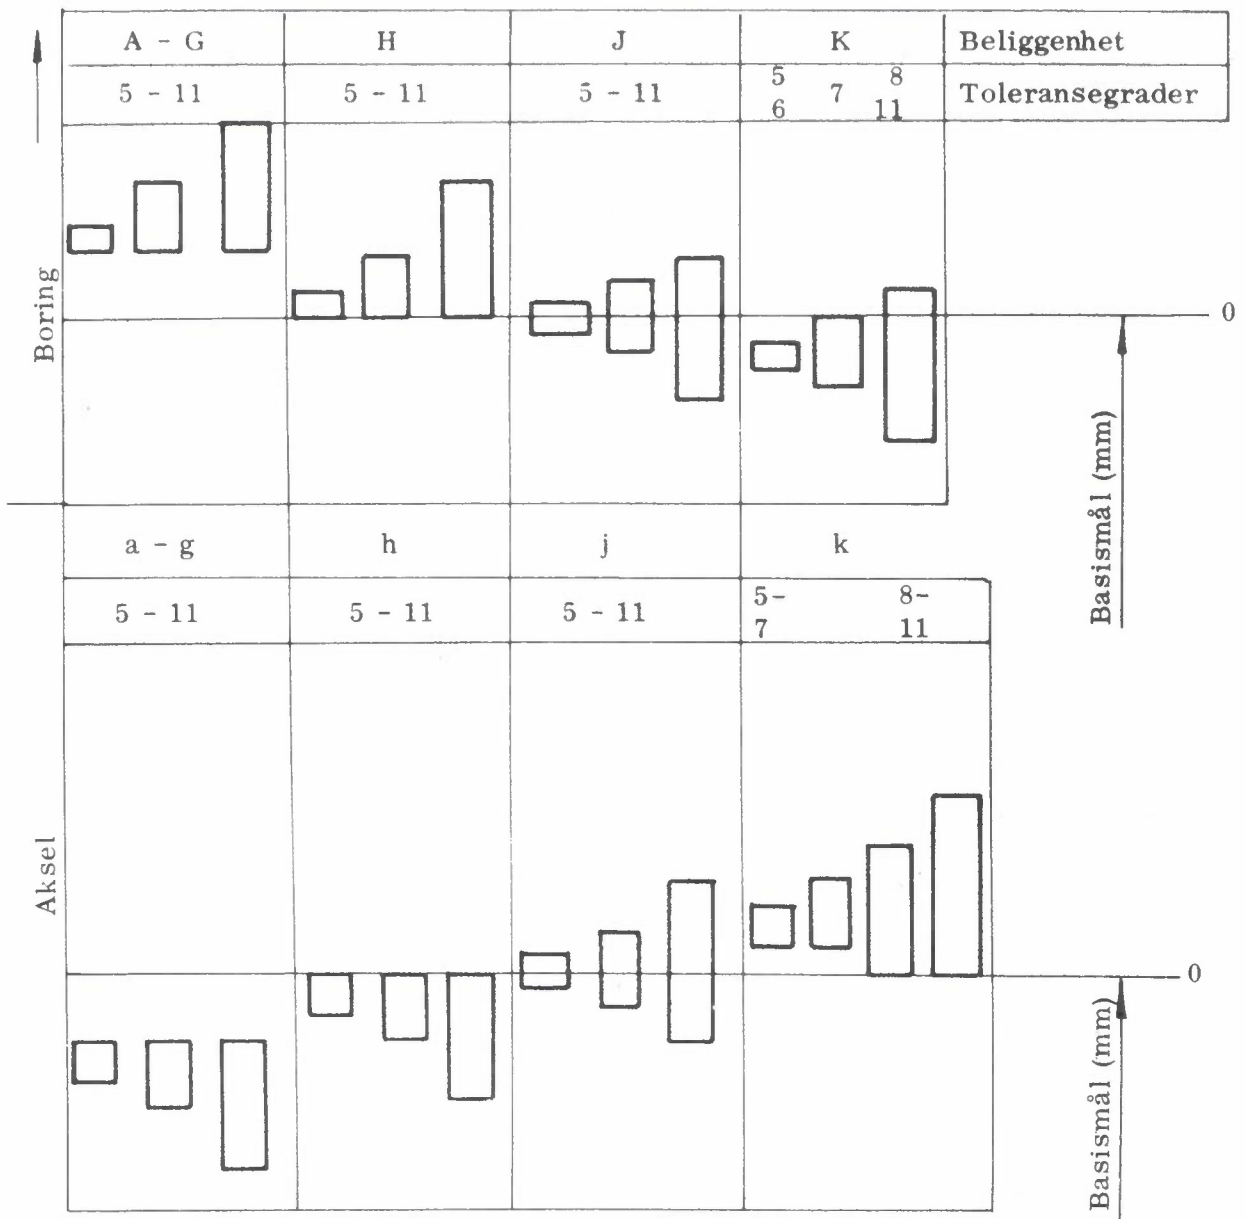 A - G H J K Beliggenhet
5 - 11 5 - 11 5 - 11 5 6 7 8 11 Toleransegrader
Boring
0
Basismål (mm)
a - g h j k
5 - 11 5 - 11 5 - 11 5- 7 8- 11
Aksel
0
Basismål (mm)